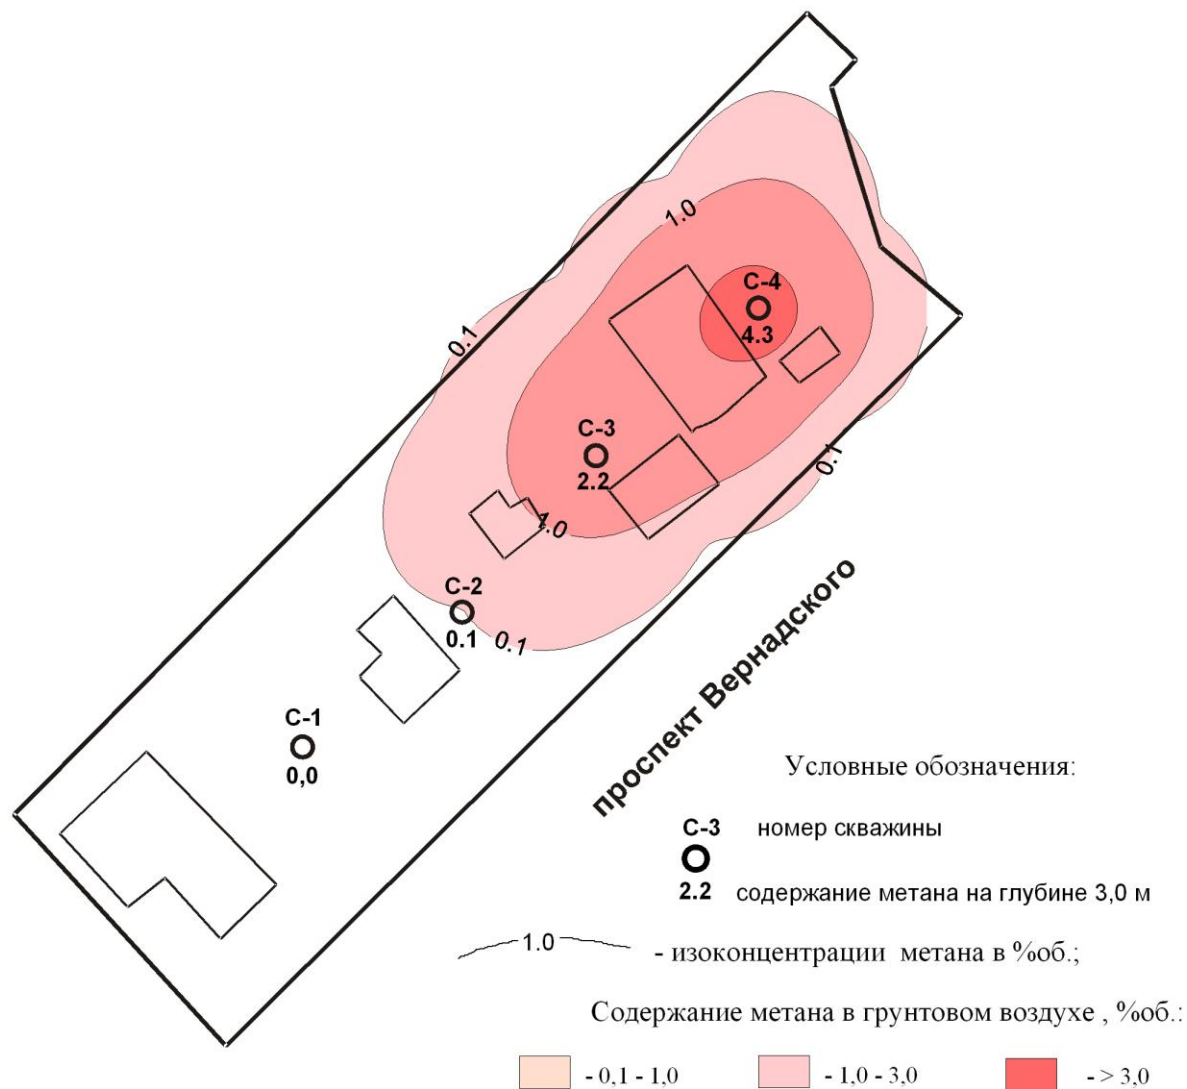 1.0
С-4
4.3
0.1
С-3
2.2
0.1
1.0
С-2
0.1
0.1
проспект Вернадского
С-1
0,0
Условные обозначения:
С-3 номер скважины
2.2 содержание метана на глубине 3,0 м
1.0 - изоконцентрации метана в %об.;
Содержание метана в грунтовом воздухе , %об.:
- 0,1 - 1,0 - 1,0 - 3,0 - > 3,0